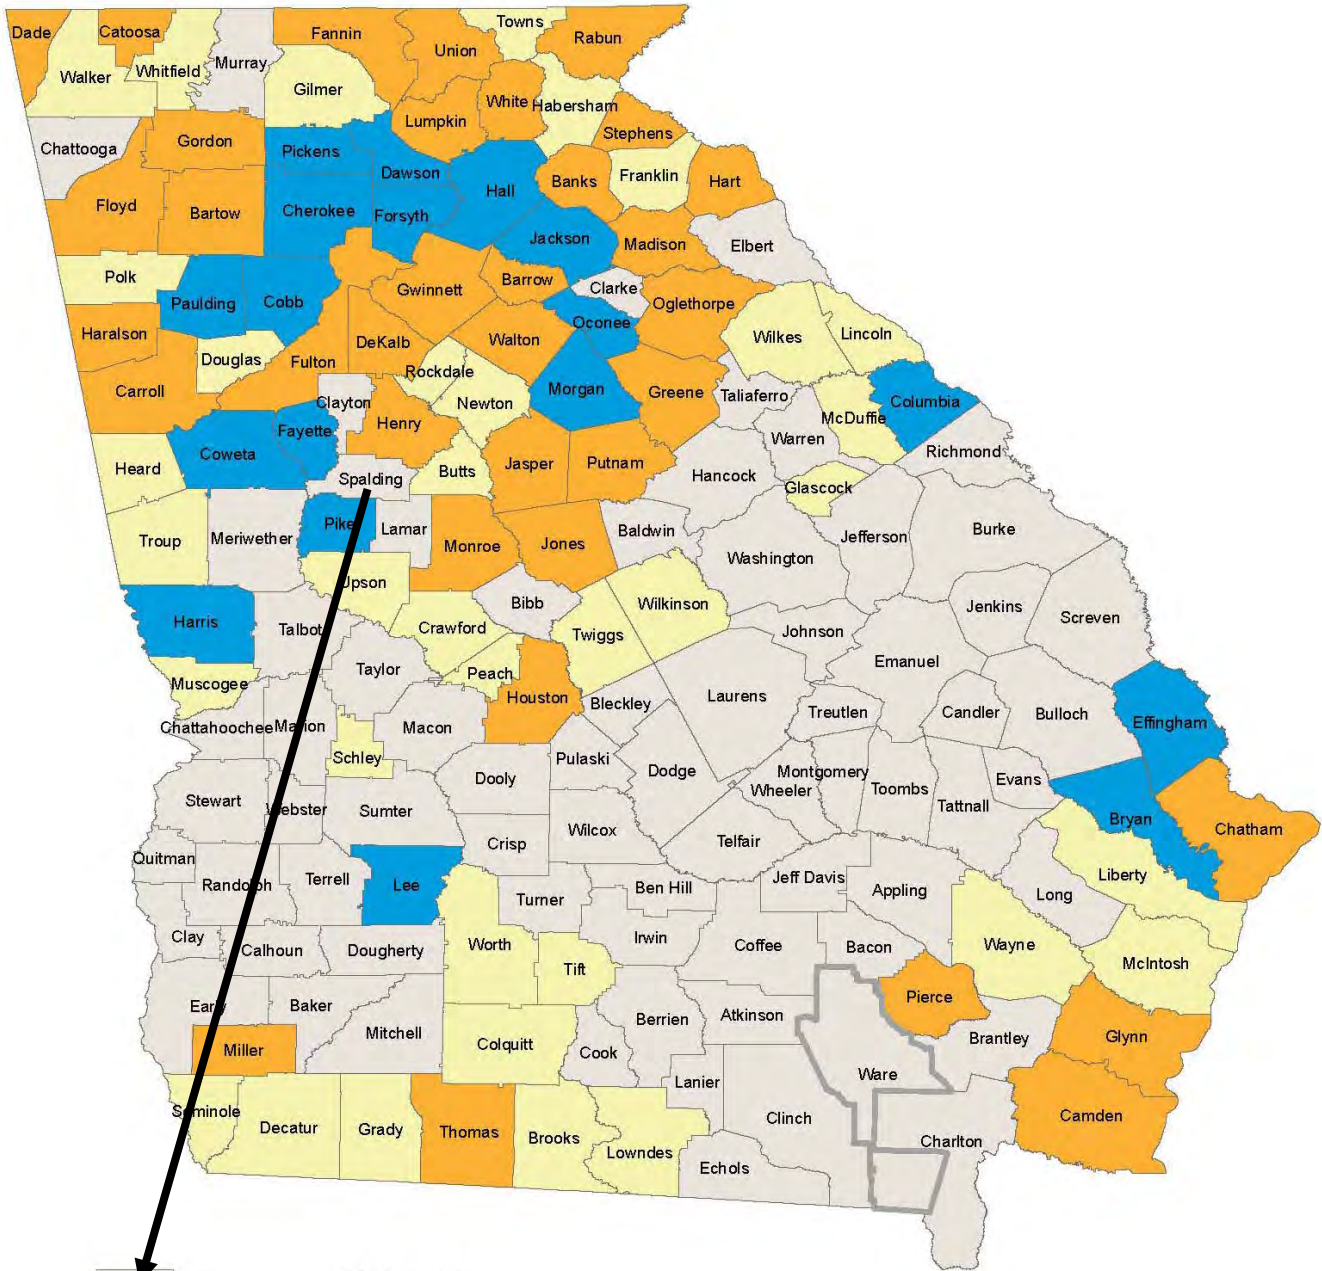 Dade
Catoosa
Fannin
Towns
Rabun
Union
Walker
Whitfield
Murray
Gilmer
White
Habersham
Lumpkin
Stephens
Chattooga
Gordon
Pickens
Dawson
Hall
Banks
Franklin
Hart
Floyd
Bartow
Cherokee
Forsyth
Jackson
Madison
Elbert
Polk
Paulding
Cobb
Gwinnett
Barrow
Clarke
Oglethorpe
Oconee
Haralson
Douglas
Fulton
DeKalb
Walton
Wilkes
Lincoln
Rockdale
Carroll
Clayton
Newton
Morgan
Greene
Taliaferro
McDuffie
Columbia
Fayette
Henry
Warren
Coweta
Richmond
Heard
Spalding
Butts
Jasper
Putnam
Hancock
Glascock
Troup
Meriwether
Pike
Lamar
Monroe
Jones
Baldwin
Washington
Jefferson
Burke
Upson
Bibb
Wilkinson
Jenkins
Screven
Harris
Talbot
Crawford
Twiggs
Johnson
Emanuel
Muscogee
Taylor
Peach
Houston
Bleckley
Laurens
Treutlen
Candler
Bulloch
Effingham
Chattahoochee
Marion
Macon
Schley
Dooly
Pulaski
Dodge
Montgomery
Wheeler
Toombs
Tattnall
Evans
Stewart
Webster
Sumter
Crisp
Wilcox
Telfair
Bryan
Chatham
Quitman
Randolph
Terrell
Lee
Turner
Ben Hill
Jeff Davis
Appling
Long
Liberty
Clay
Calhoun
Dougherty
Worth
Tift
Irwin
Coffee
Bacon
Wayne
McIntosh
Early
Baker
Mitchell
Miller
Colquitt
Cook
Berrien
Atkinson
Pierce
Brantley
Glynn
Ware
Lanier
Clinch
Camden
Seminole
Decatur
Grady
Thomas
Brooks
Lowndes
Echols
Charlton